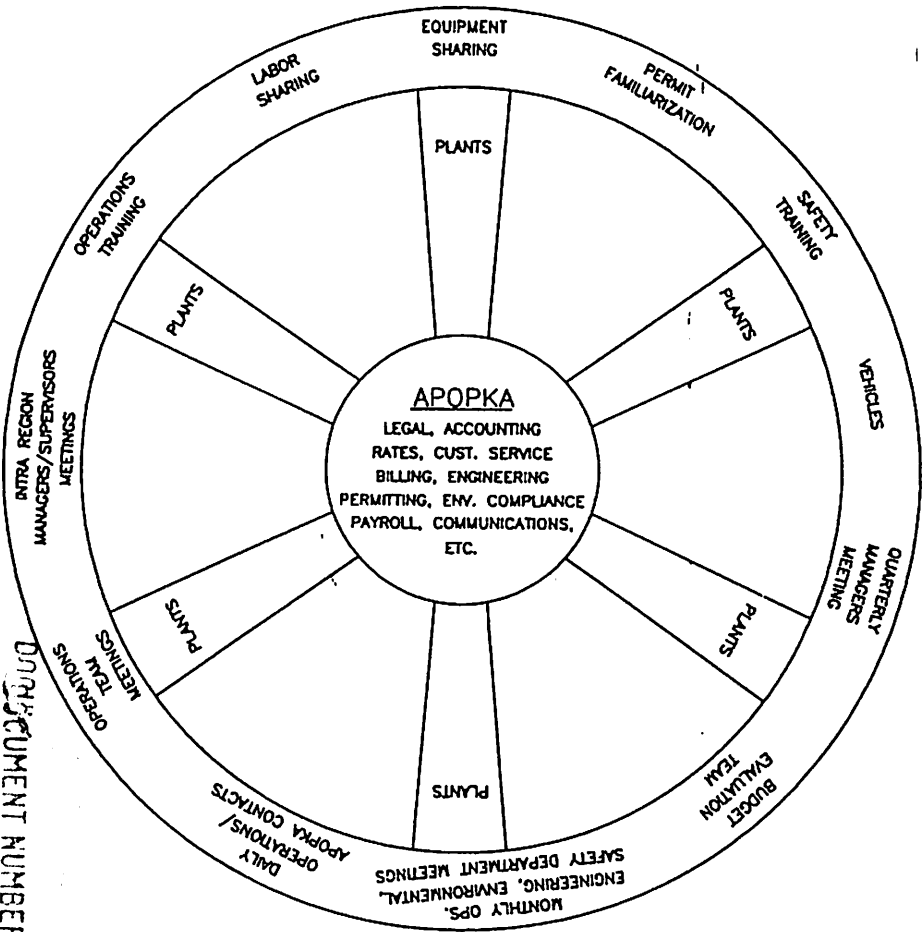 EQUIPMENT
SHARING
PERMIT
FAMILIARIZATION
SAFETY
TRAINING
VEHICLES
QUARTERLY
MANAGERS
MEETING
BUDGET
EVALUATION
TEAM
MONTHLY OPS.
ENGINEERING, ENVIRONMENTAL,
SAFETY DEPARTMENT MEETINGS
DAILY
OPERATIONS/
APOPKA CONTACTS
OPERATIONS
TEAM
MEETINGS
INTRA REGION
MANAGERS/SUPERVISORS
MEETINGS
OPERATIONS
TRAINING
LABOR
SHARING
PLANTS
PLANTS
PLANTS
PLANTS
PLANTS
PLANTS
APOPKA
LEGAL, ACCOUNTING
RATES, CUST. SERVICE
BILLING, ENGINEERING
PERMITTING, ENV. COMPLIANCE
PAYROLL, COMMUNICATIONS,
ETC.
DOCUMENT NUMBER